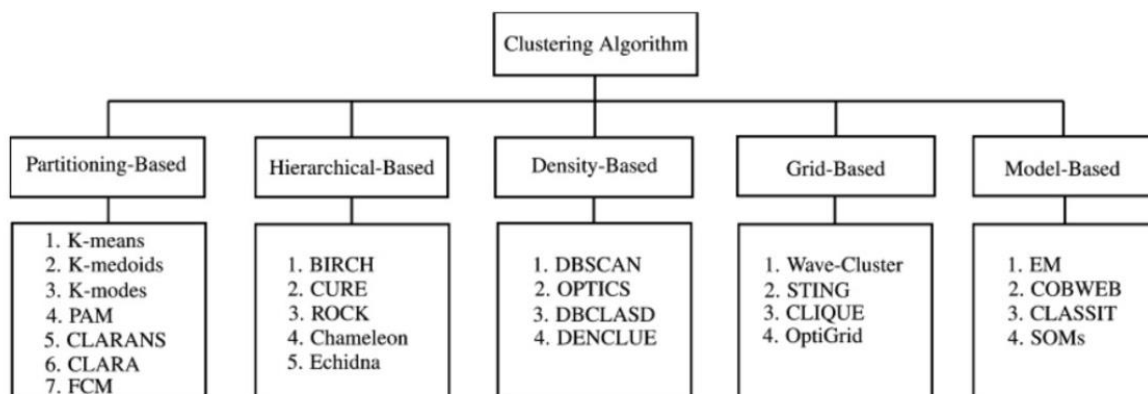 Clustering Algorithm
Partitioning-Based
Hierarchical-Based
Density-Based
Grid-Based
Model-Based
1. K-means
2. K-medoids
3. K-modes
4. PAM
5. CLARANS
6. CLARA
7. FCM
1. BIRCH
2. CURE
3. ROCK
4. Chameleon
5. Echidna
1. DBSCAN
2. OPTICS
3. DBCLASD
4. DENCLUE
1. Wave-Cluster
2. STING
3. CLIQUE
4. OptiGrid
1. EM
2. COBWEB
3. CLASSIT
4. SOMs